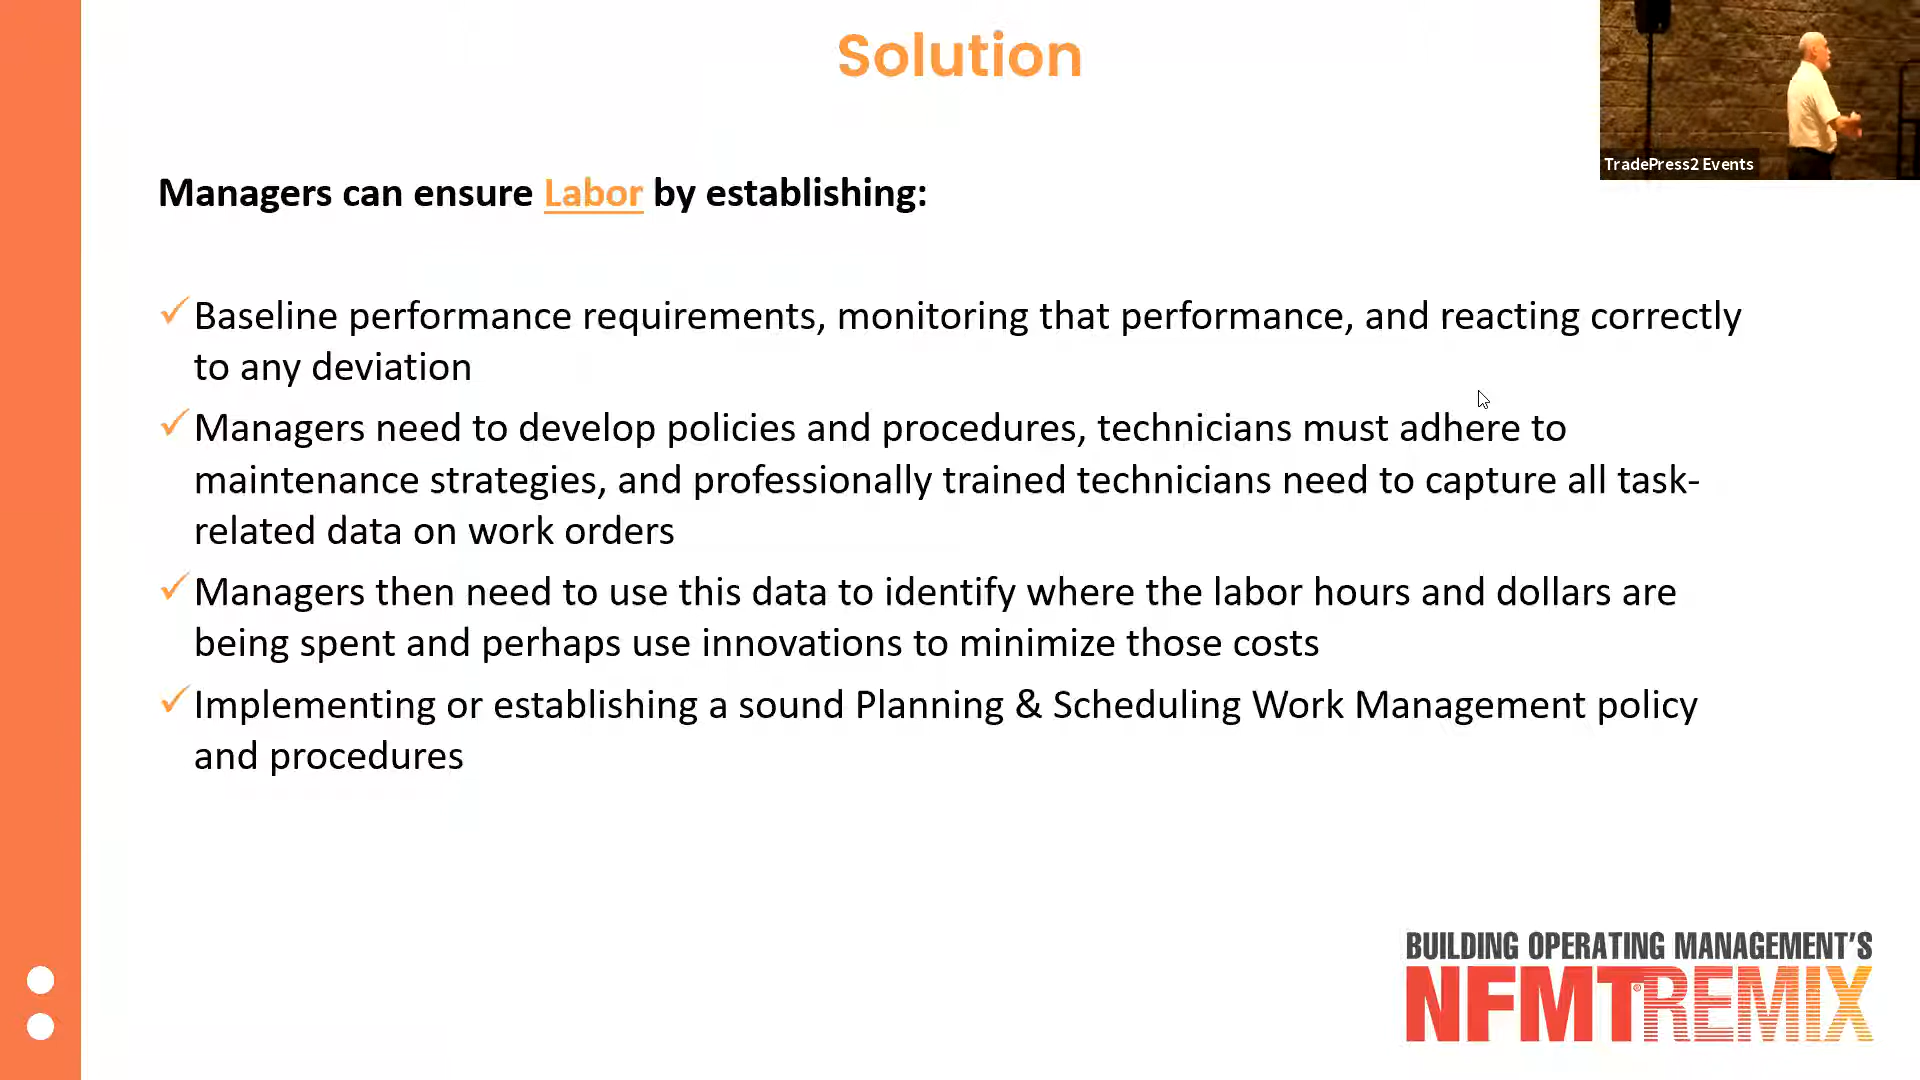 Solution
TradePress2 Events
Managers can ensure Labor by establishing:
✓Baseline performance requirements, monitoring that performance, and reacting correctly
to any deviation
✓Managers need to develop policies and procedures, technicians must adhere to
maintenance strategies, and professionally trained technicians need to capture all task-
related data on work orders
✓Managers then need to use this data to identify where the labor hours and dollars are
being spent and perhaps use innovations to minimize those costs
✓Implementing or establishing a sound Planning & Scheduling Work Management policy
and procedures
BUILDING OPERATING MANAGEMENT'S
NFMT®REMIX